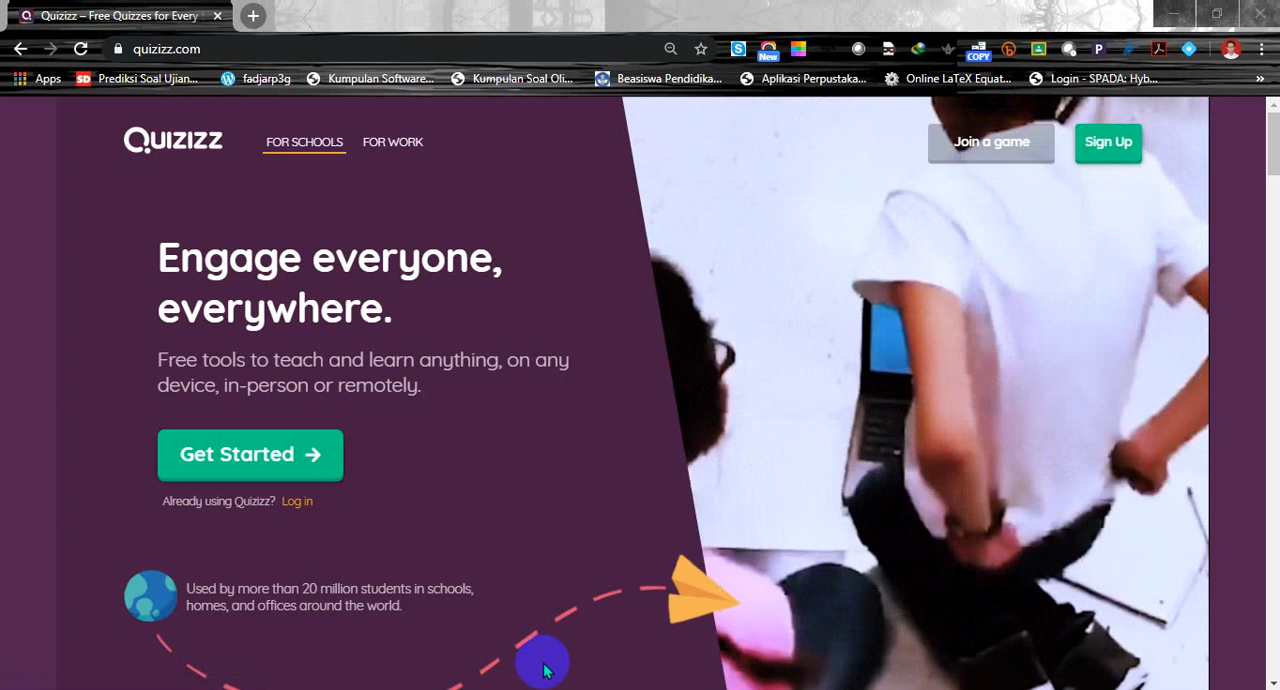 Quizizz – Free Quizzes for Every
quizizz.com
New
COPY
Apps
Prediksi Soal Ujian...
fadjarp3g
Kumpulan Software...
Kumpulan Soal Oli...
Beasiswa Pendidika...
Aplikasi Perpustaka...
Online LaTeX Equat...
Login - SPADA: Hyb...
QUIZIZZ
FOR SCHOOLS
FOR WORK
Join a game
Sign Up
Engage everyone,
everywhere.
Free tools to teach and learn anything, on any
device, in-person or remotely.
Get Started →
Already using Quizizz? Log in
Used by more than 20 million students in schools,
homes, and offices around the world.